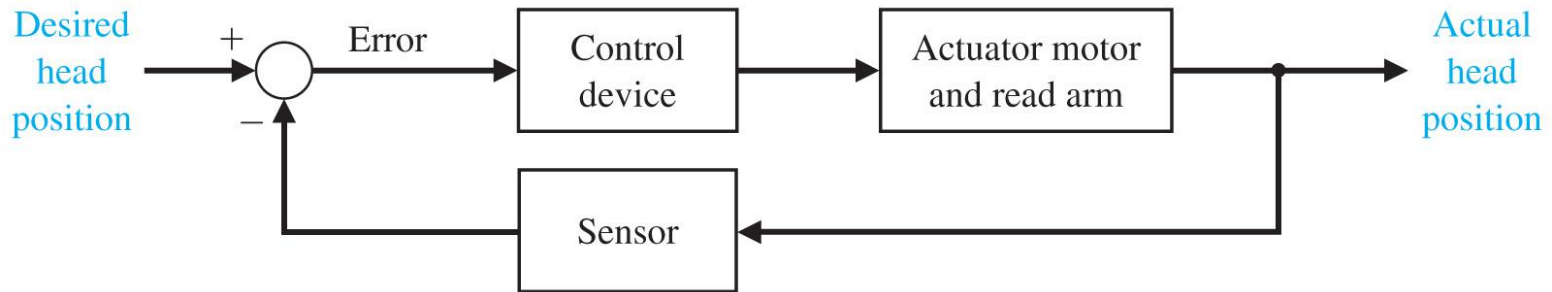 Desired
head
position
+
−
Error
Control
device
Actuator motor
and read arm
Actual
head
position
Sensor